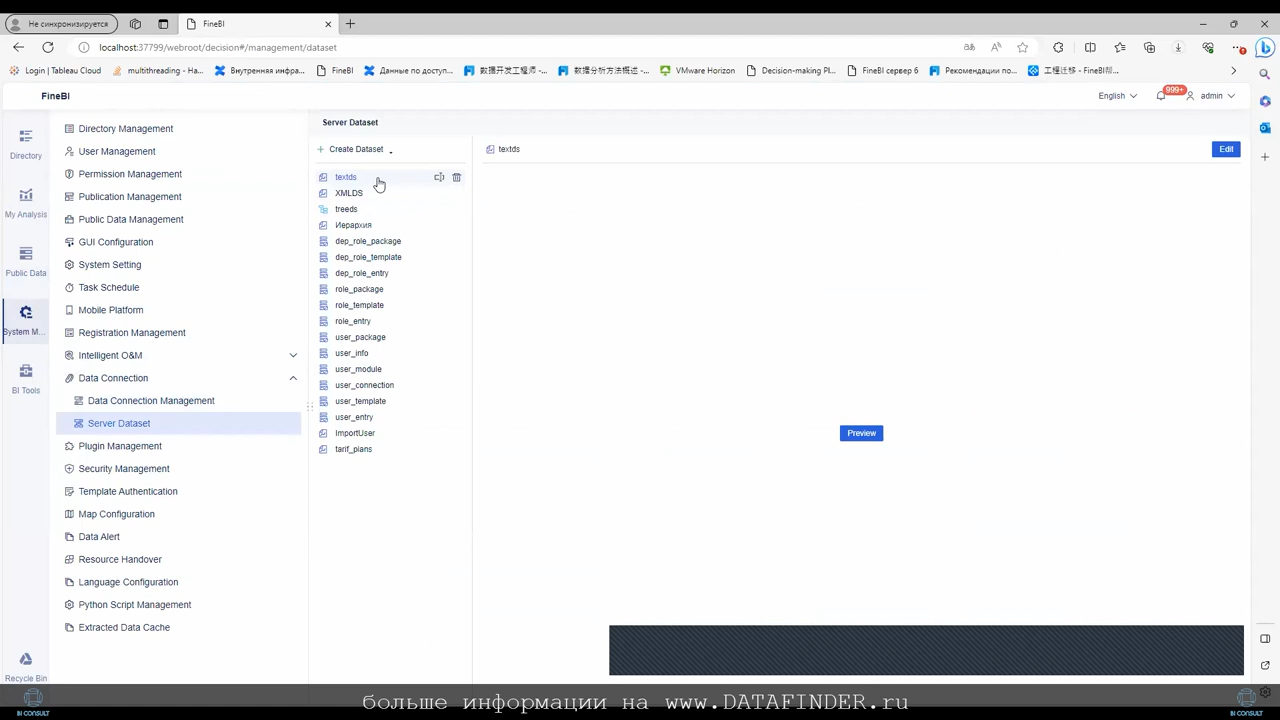 Не синхронизируется
FineBI
localhost:37799/webroot/decision#/management/dataset
Login | Tableau Cloud
multithreading - Ha...
Внутренняя инфра...
FineBI
Данные по доступ...
数据开发工程师 -...
数据分析方法概述 -...
VMware Horizon
Decision-making Pl...
FineBI сервер 6
Рекомендации по...
工程迁移 - FineBI帮...
FineBI
English
999+
admin
Directory
My Analysis
Public Data
System M...
BI Tools
Recycle Bin
Directory Management
User Management
Permission Management
Publication Management
Public Data Management
GUI Configuration
System Setting
Task Schedule
Mobile Platform
Registration Management
Intelligent O&M
Data Connection
Data Connection Management
Server Dataset
Plugin Management
Security Management
Template Authentication
Map Configuration
Data Alert
Resource Handover
Language Configuration
Python Script Management
Extracted Data Cache
Server Dataset
Create Dataset
textds
XMLDS
treeds
Иерархия
dep_role_package
dep_role_template
dep_role_entry
role_package
role_template
role_entry
user_package
user_info
user_module
user_connection
user_template
user_entry
ImportUser
tarif_plans
textds
Edit
Preview
больше информации на www.DATAFINDER.ru
IN CONSULT
IN CONSULT